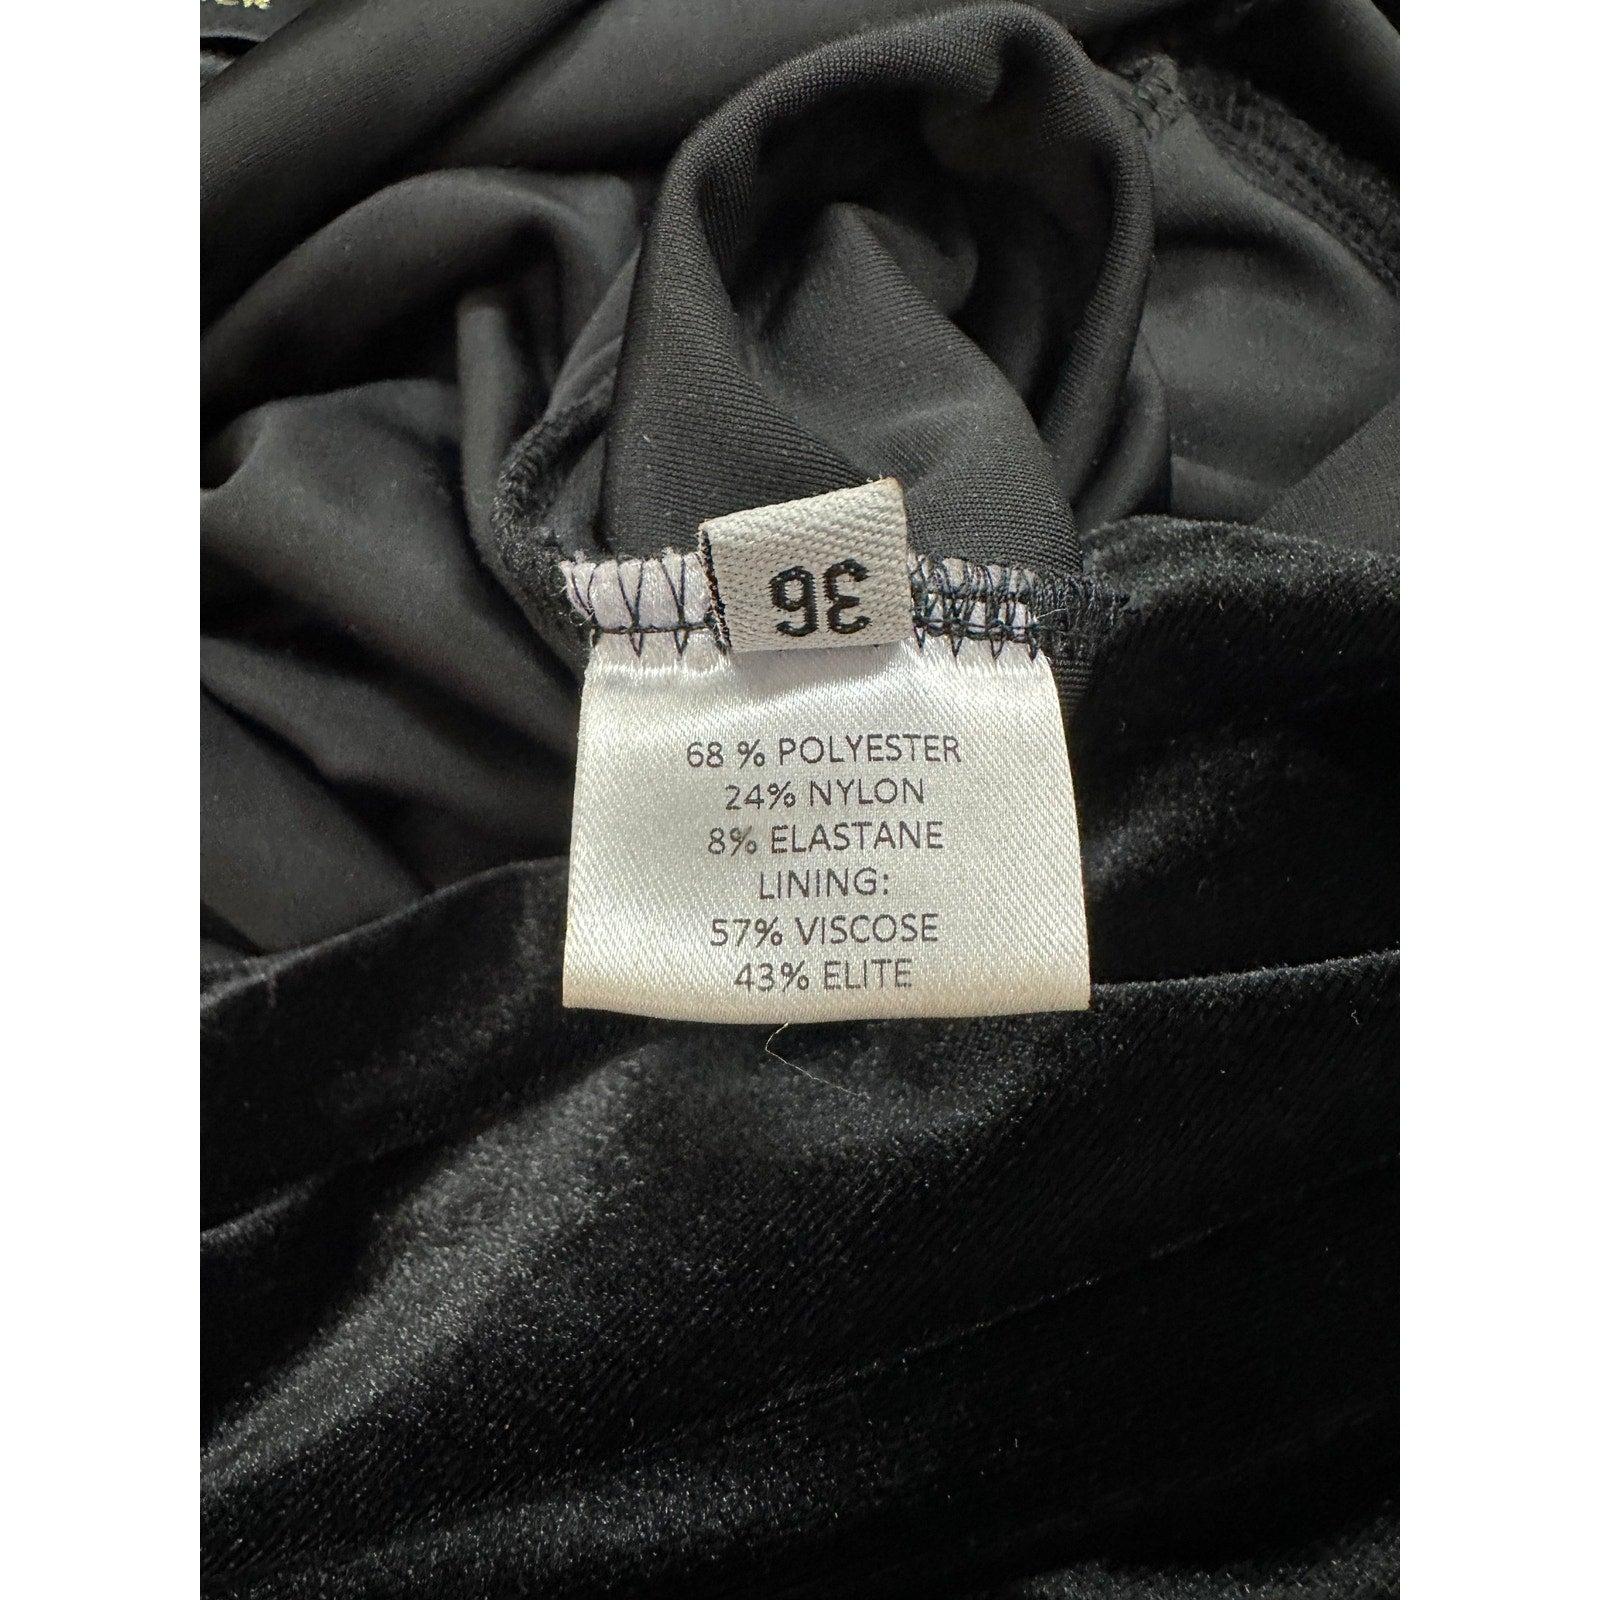 36
68 % POLYESTER
24% NYLON
8% ELASTANE
LINING:
57% VISCOSE
43% ELITE